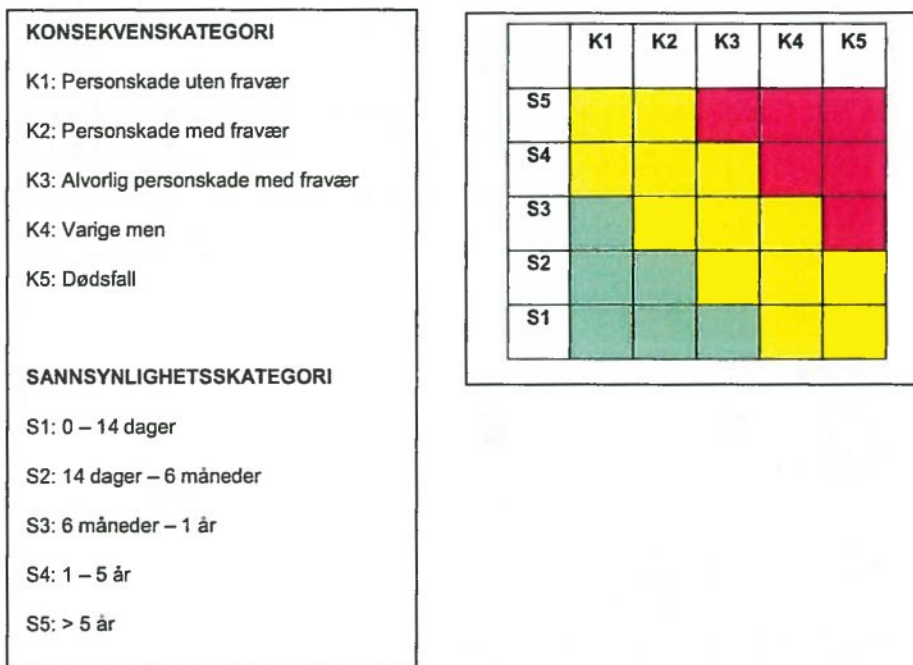 KONSEKVENSKATEGORI
K1: Personskade uten fravær
K2: Personskade med fravær
K3: Alvorlig personskade med fravær
K4: Varige men
K5: Dødsfall
SANNSYNLIGHETSSKATEGORI
S1: 0 – 14 dager
S2: 14 dager – 6 måneder
S3: 6 måneder – 1 år
S4: 1 – 5 år
S5: > 5 år
K1 K2 K3 K4 K5
S5
S4
S3
S2
S1